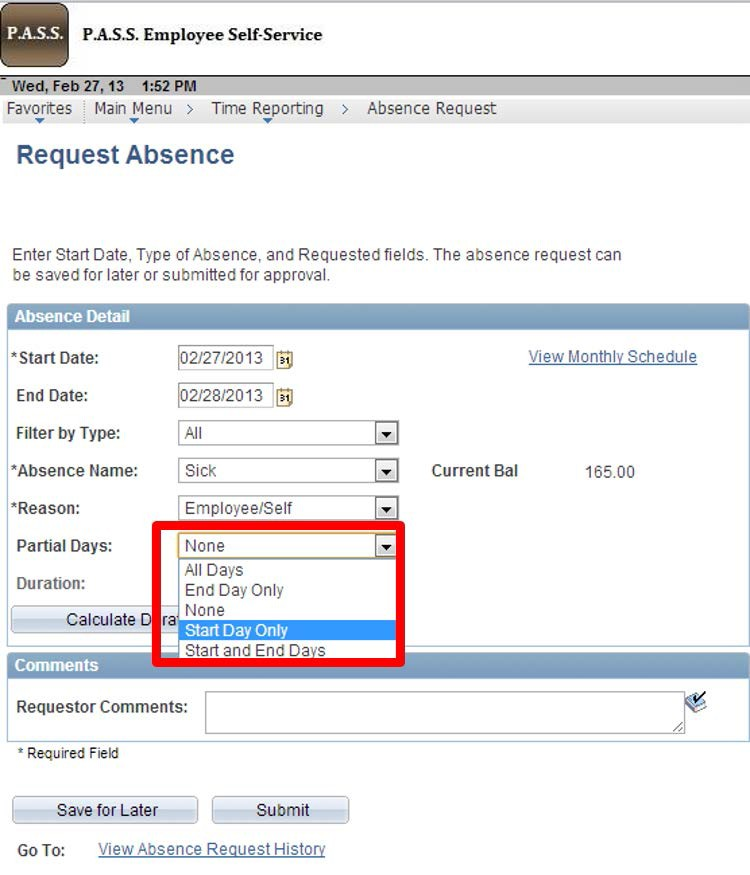 P.A.S.S. P.A.S.S. Employee Self-Service
Wed, Feb 27, 13 1:52 PM
Favorites Main Menu > Time Reporting > Absence Request
Request Absence
Enter Start Date, Type of Absence, and Requested fields. The absence request can
be saved for later or submitted for approval.
Absence Detail
*Start Date: 02/27/2013 31 View Monthly Schedule
End Date: 02/28/2013 31
Filter by Type: All
*Absence Name: Sick Current Bal 165.00
*Reason: Employee/Self
Partial Days: None
All Days
End Day Only
Duration:
None
Calculate Durat
Start Day Only
Start and End Days
Comments
Requestor Comments:
* Required Field
Save for Later Submit
Go To: View Absence Request History